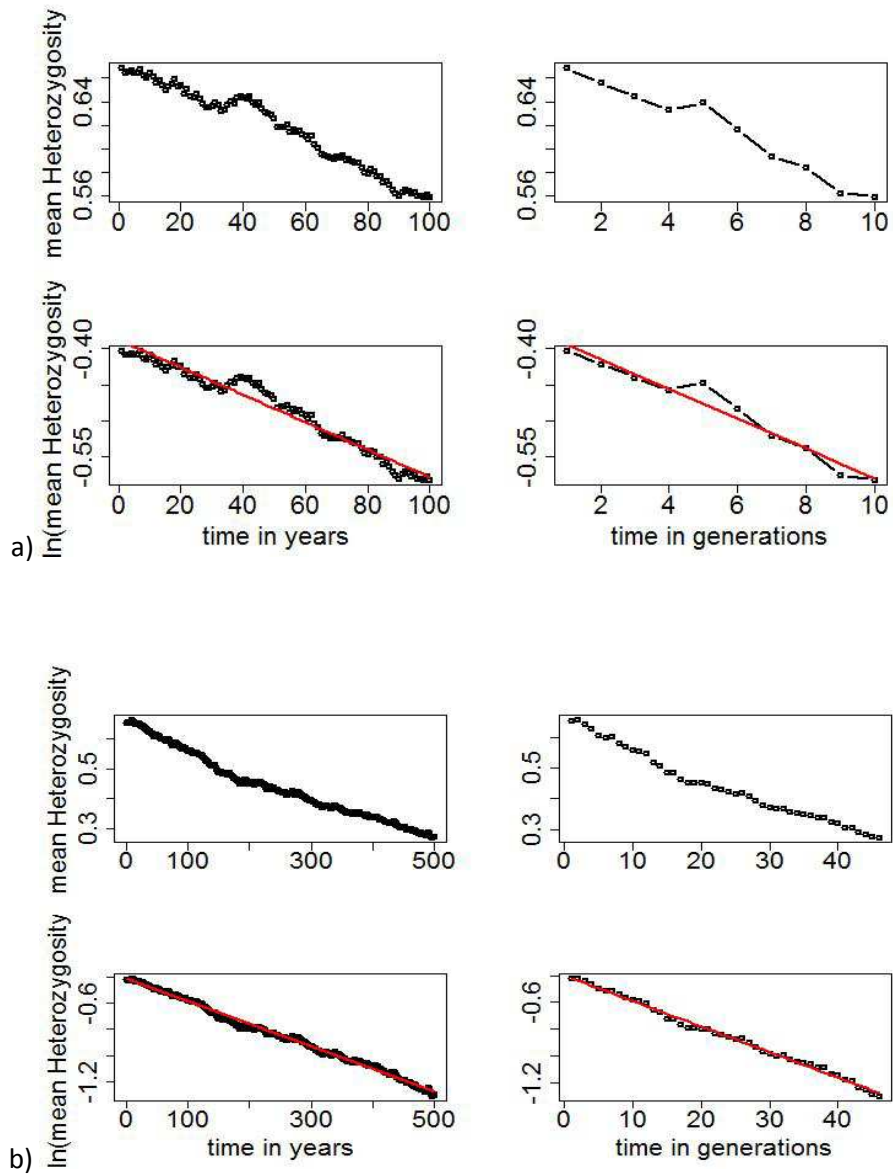 mean Heterozygosity
0.64
0.56
0 20 40 60 80 100
2 4 6 8 10
ln(mean Heterozygosity)
-0.40
-0.55
0 20 40 60 80 100
time in years
-0.40
-0.55
2 4 6 8 10
time in generations
0.64
0.56
a)
mean Heterozygosity
0.5
0.3
0 100 300 500
0.5
0.3
0 10 20 30 40
ln(mean Heterozygosity)
-0.6
-1.2
0 100 300 500
time in years
-0.6
-1.2
0 10 20 30 40
time in generations
b)